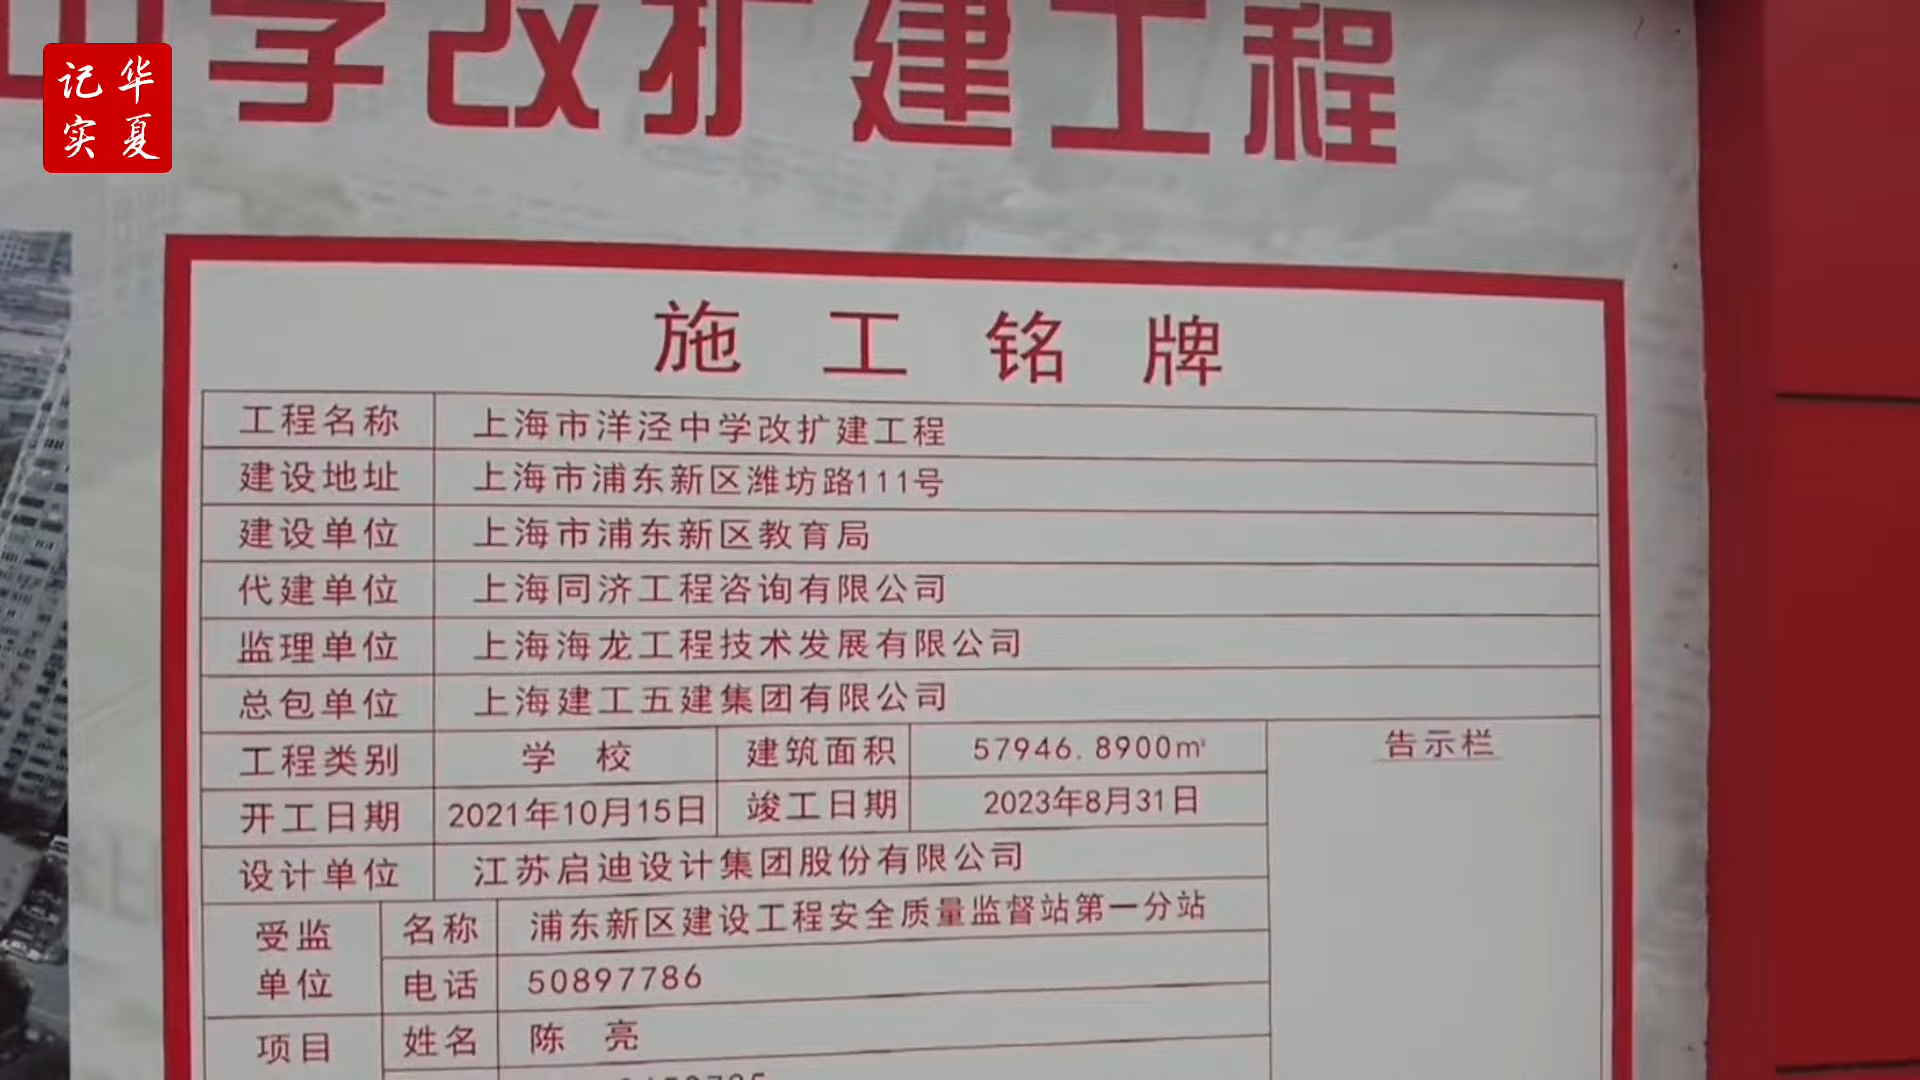 中学改扩建工程
记华
实夏
施工铭牌
工程名称 上海市洋泾中学改扩建工程
建设地址 上海市浦东新区潍坊路111号
建设单位 上海市浦东新区教育局
代建单位 上海同济工程咨询有限公司
监理单位 上海海龙工程技术发展有限公司
总包单位 上海建工五建集团有限公司
工程类别 学校 建筑面积 57946.8900㎡ 告示栏
开工日期 2021年10月15日 竣工日期 2023年8月31日
设计单位 江苏启迪设计集团股份有限公司
受监单位 名称 浦东新区建设工程安全质量监督站第一分站
电话 50897786
项目 姓名 陈亮